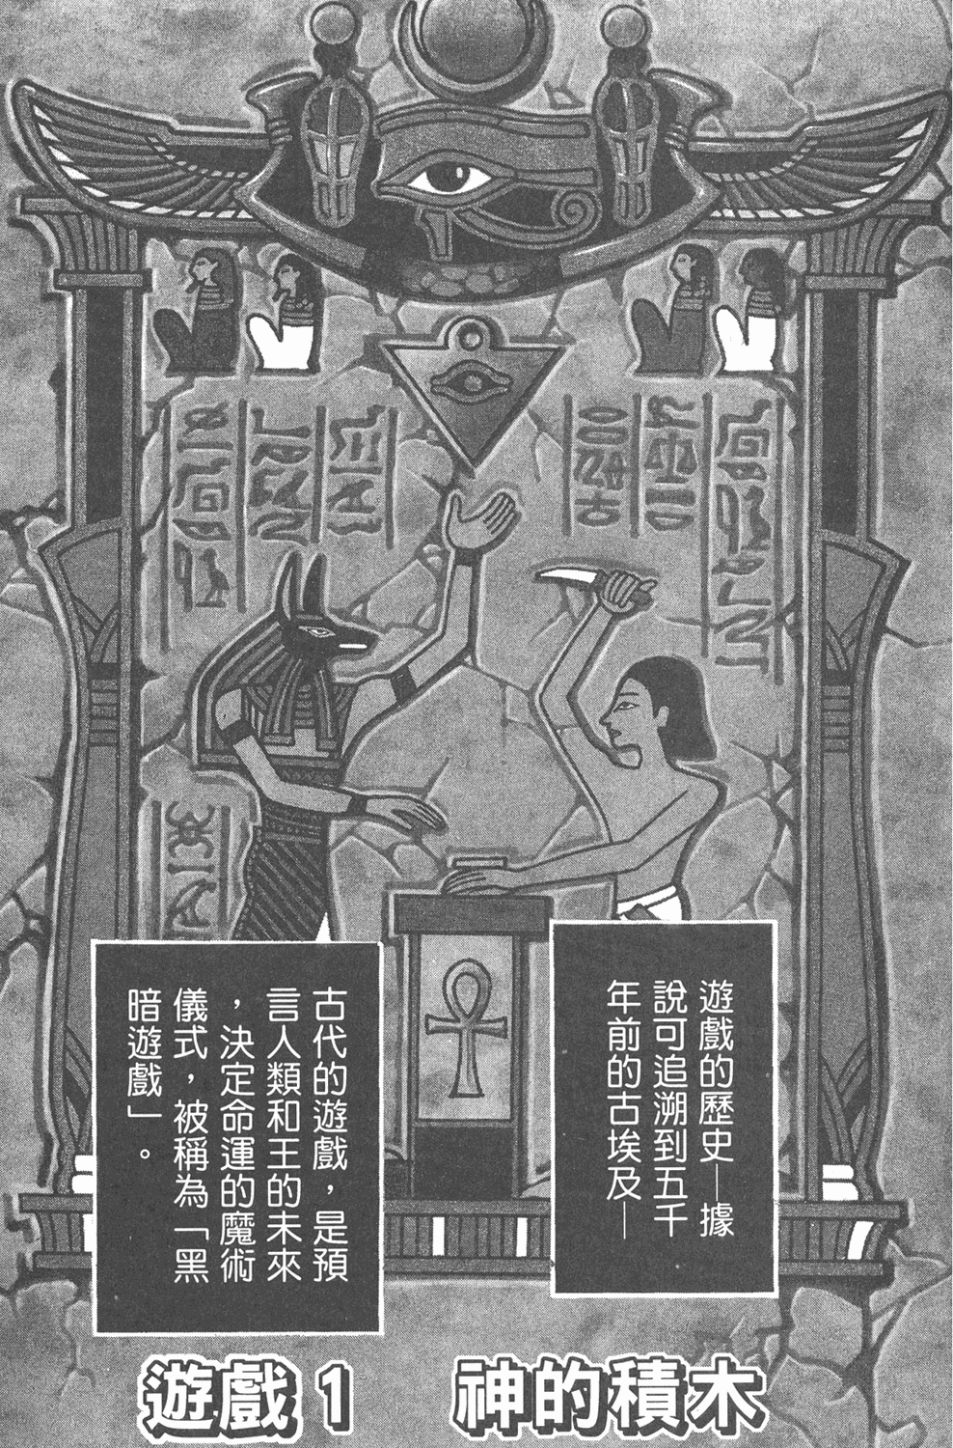 遊戲的歷史─據
說可追溯到五千
年前的古埃及─
古代的遊戲，是預
言人類和王的未來
，決定命運的魔術
儀式，被稱為「黑
暗遊戲」。
遊戲1 神的積木